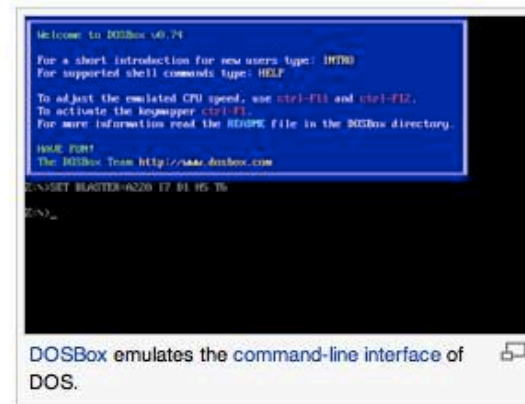 Welcome to DOSBox v0.74
For a short introduction for new users type: INTRO
For supported shell commands type: HELP
To adjust the emulated CPU speed, use ctrl-F11 and ctrl-F12.
To activate the keymapper ctrl-F1.
For more information read the README file in the DOSBox directory.
HAVE FUN!
The DOSBox Team http://www.dosbox.com
Z:\>SET BLASTER=A220 I7 D1 H5 T6
Z:\>_
DOSBox emulates the command-line interface of
DOS.